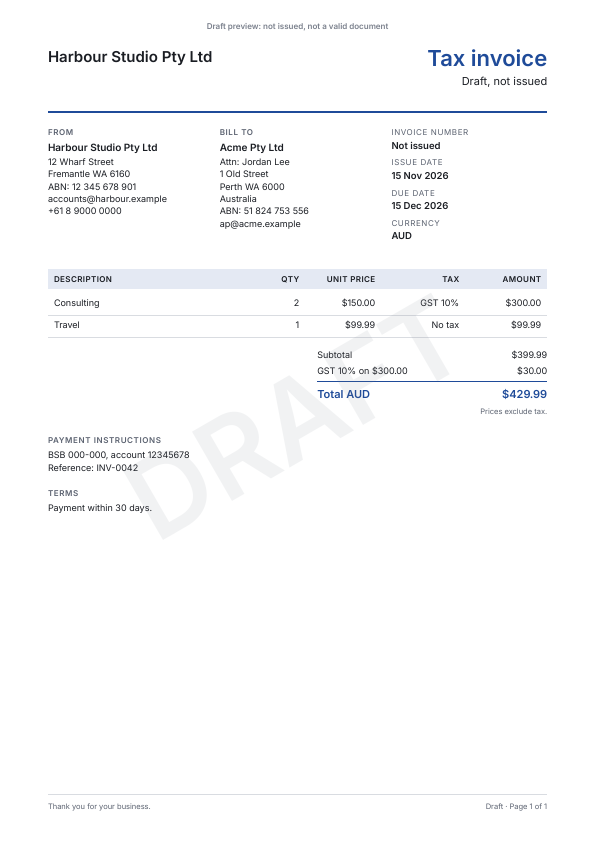 Draft preview: not issued, not a valid document
Harbour Studio Pty Ltd
Tax invoice
Draft, not issued
FROM
Harbour Studio Pty Ltd
12 Wharf Street
Fremantle WA 6160
ABN: 12 345 678 901
accounts@harbour.example
+61 8 9000 0000
BILL TO
Acme Pty Ltd
Attn: Jordan Lee
1 Old Street
Perth WA 6000
Australia
ABN: 51 824 753 556
ap@acme.example
INVOICE NUMBER
Not issued
ISSUE DATE
15 Nov 2026
DUE DATE
15 Dec 2026
CURRENCY
AUD
DESCRIPTION QTY UNIT PRICE TAX AMOUNT
Consulting 2 $150.00 GST 10% $300.00
Travel 1 $99.99 No tax $99.99
Subtotal $399.99
GST 10% on $300.00 $30.00
Total AUD $429.99
Prices exclude tax.
DRAFT
PAYMENT INSTRUCTIONS
BSB 000-000, account 12345678
Reference: INV-0042
TERMS
Payment within 30 days.
Thank you for your business.
Draft · Page 1 of 1